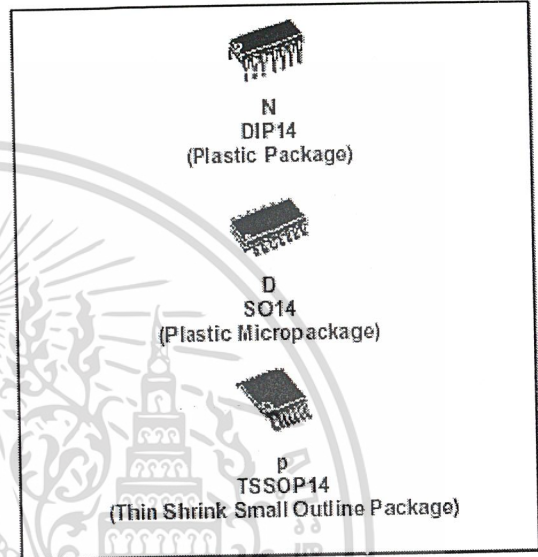 N
DIP14
(Plastic Package)
D
SO14
(Plastic Micropackage)
P
TSSOP14
(Thin Shrink Small Outline Package)